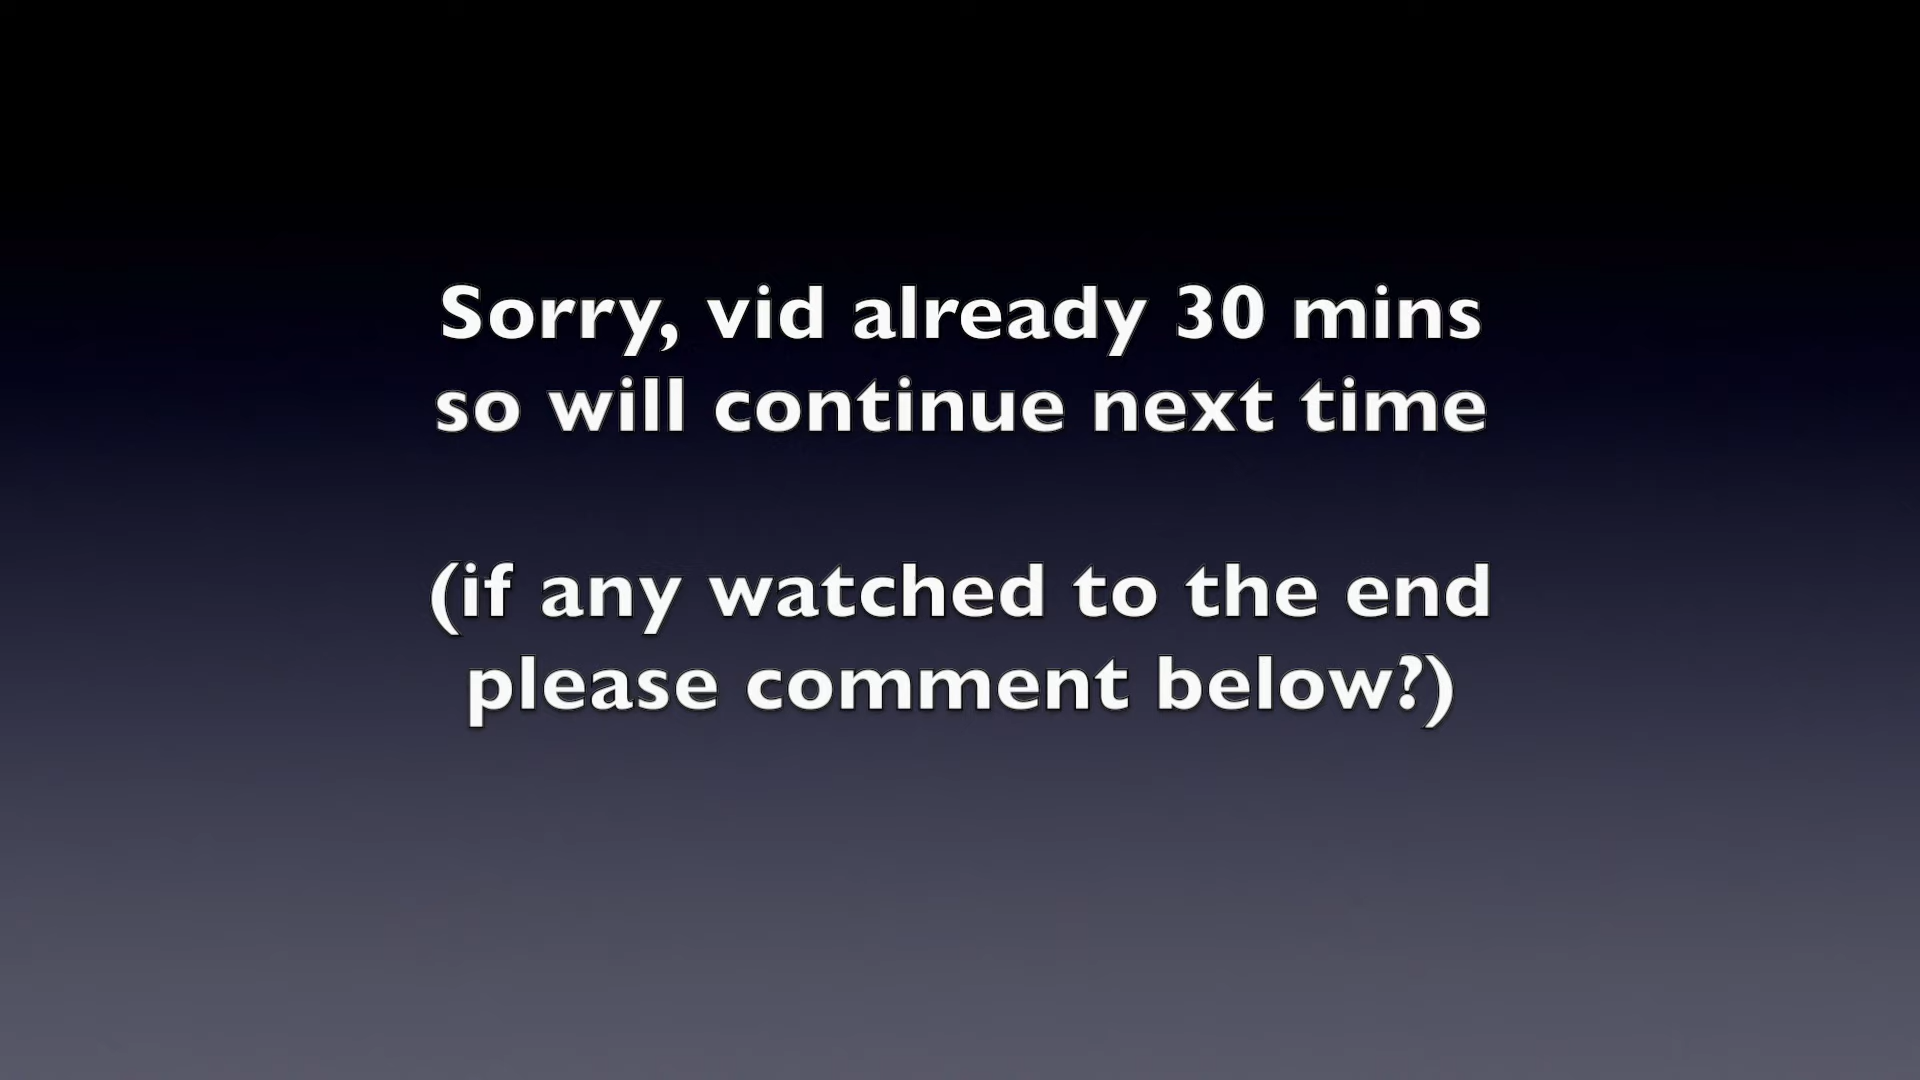 Sorry, vid already 30 mins
so will continue next time
(if any watched to the end
please comment below?)